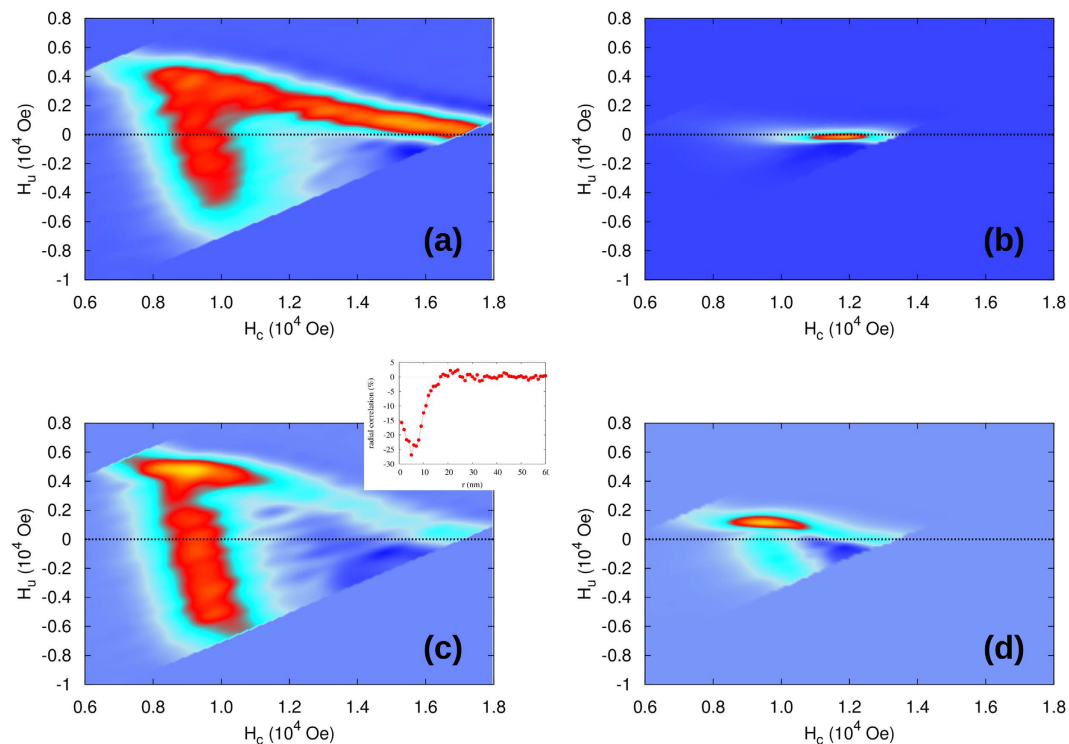 0.8
0.6
0.4
0.2
0
-0.2
-0.4
-0.6
-0.8
-1
H_u (10^4 Oe)
0.6 0.8 1.0 1.2 1.4 1.6 1.8
H_c (10^4 Oe)
(a)
0.8
0.6
0.4
0.2
0
-0.2
-0.4
-0.6
-0.8
-1
H_u (10^4 Oe)
0.6 0.8 1.0 1.2 1.4 1.6 1.8
H_c (10^4 Oe)
(b)
5
0
-5
-10
-15
-20
-25
-30
radial correlation (%)
0 10 20 30 40 50 60
r (nm)
0.8
0.6
0.4
0.2
0
-0.2
-0.4
-0.6
-0.8
-1
H_u (10^4 Oe)
0.6 0.8 1.0 1.2 1.4 1.6 1.8
H_c (10^4 Oe)
(c)
0.8
0.6
0.4
0.2
0
-0.2
-0.4
-0.6
-0.8
-1
H_u (10^4 Oe)
0.6 0.8 1.0 1.2 1.4 1.6 1.8
H_c (10^4 Oe)
(d)